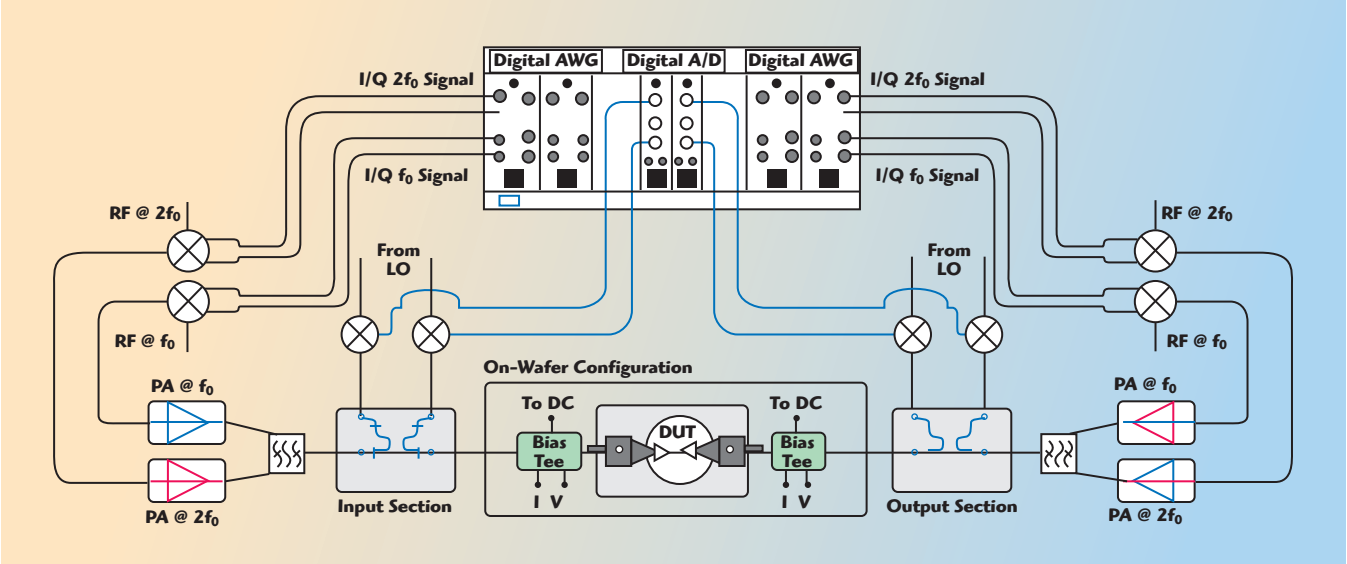 Digital AWG
Digital A/D
Digital AWG
I/Q 2f₀ Signal
I/Q 2f₀ Signal
I/Q f₀ Signal
I/Q f₀ Signal
RF @ 2f₀
RF @ 2f₀
From
LO
From
LO
RF @ f₀
RF @ f₀
On-Wafer Configuration
PA @ f₀
PA @ f₀
To DC
To DC
DUT
Bias
Tee
Bias
Tee
I V
I V
Input Section
Output Section
PA @ 2f₀
PA @ 2f₀